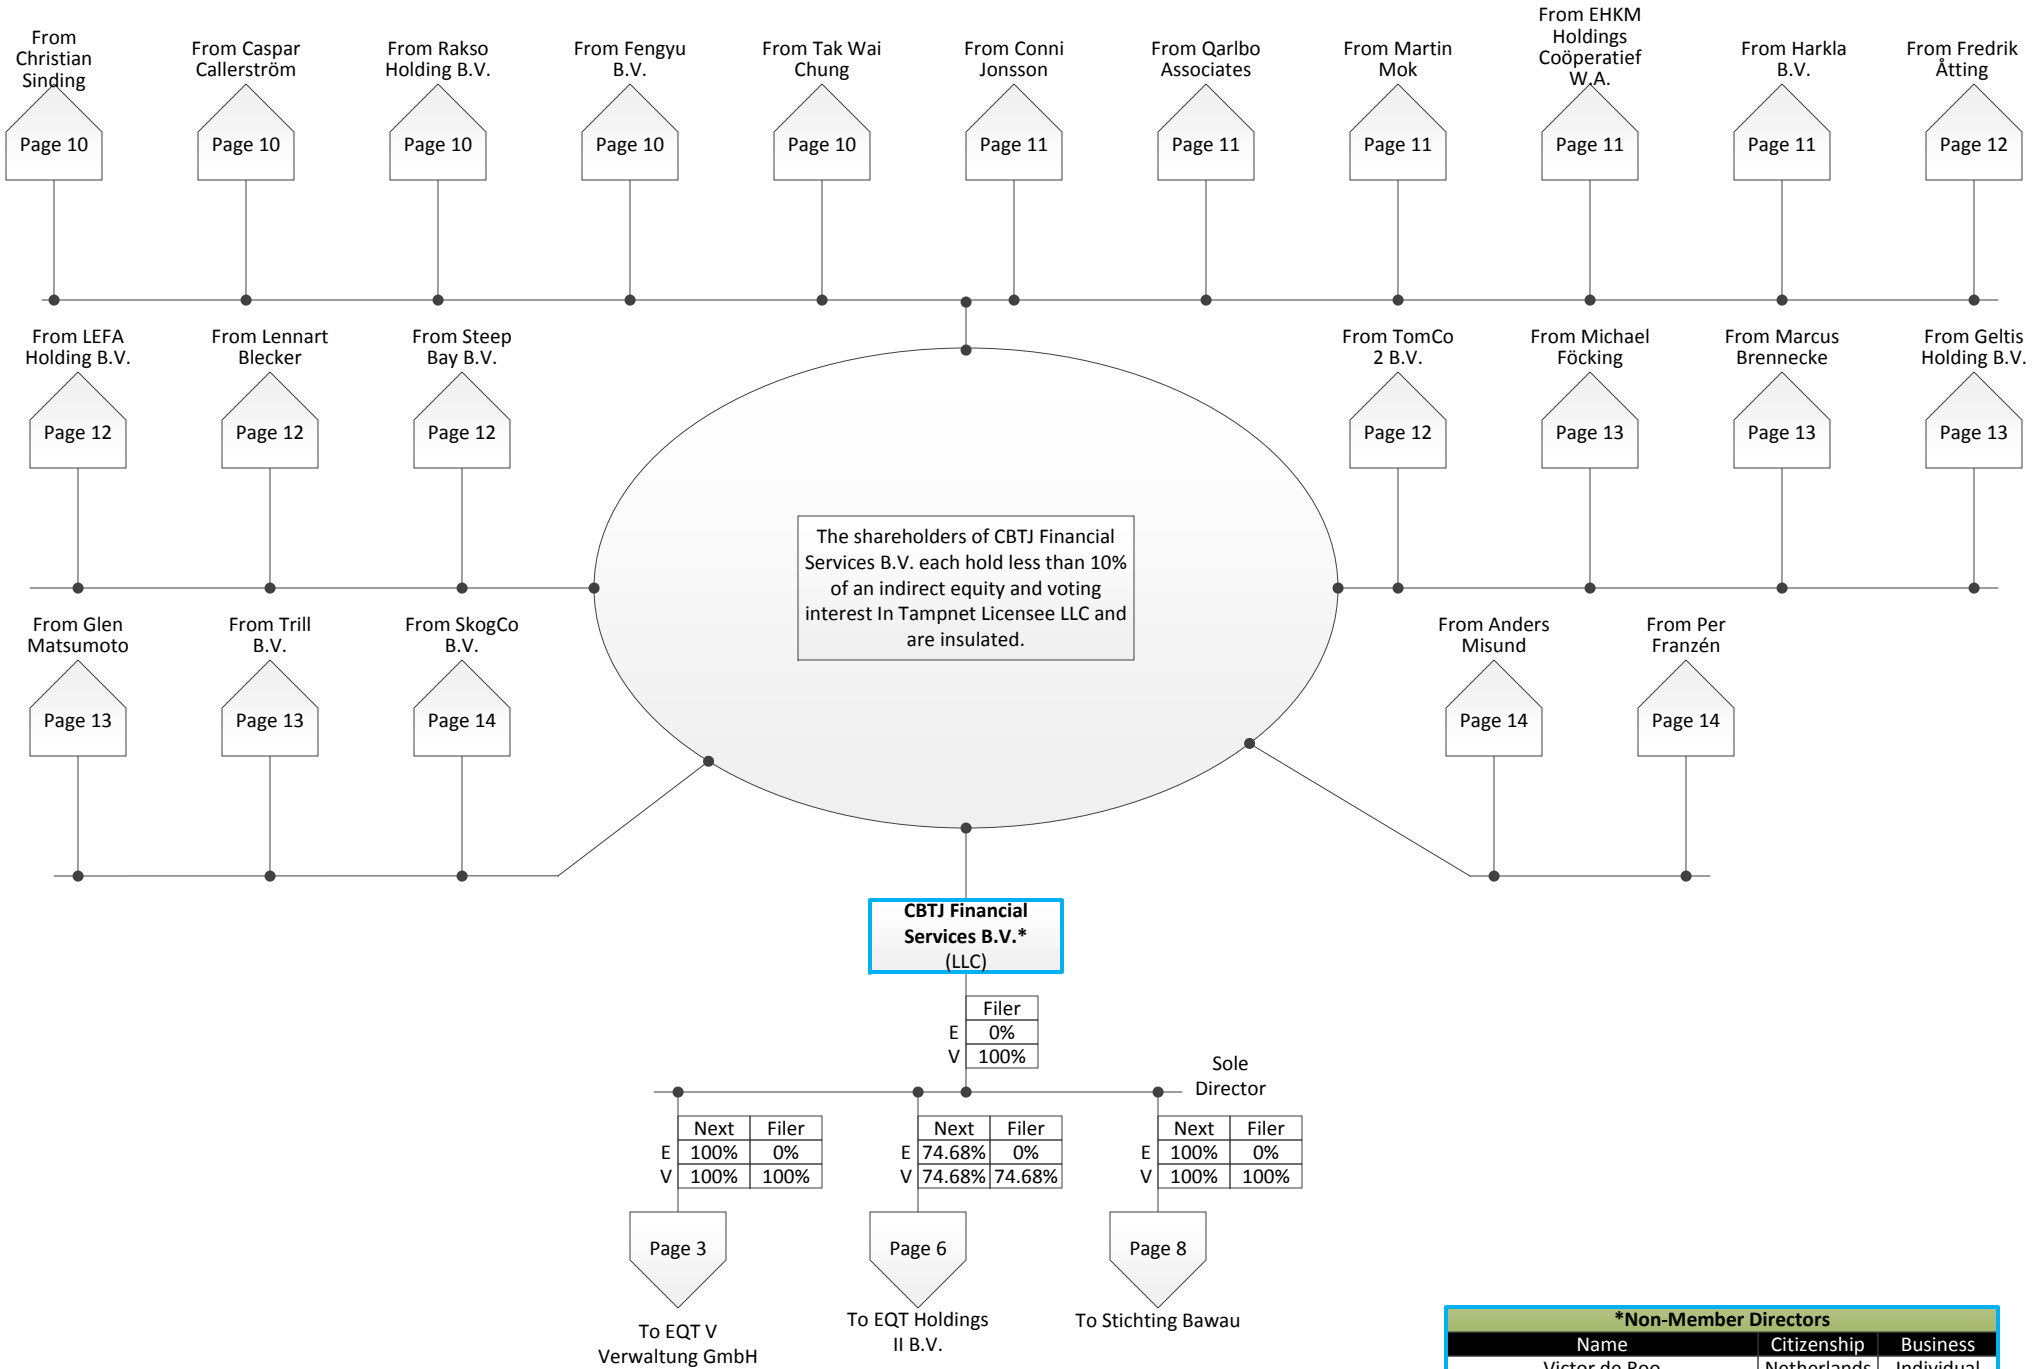 From
Christian
Sinding
Page 10
From Caspar
Callerström
Page 10
From Rakso
Holding B.V.
Page 10
From Fengyu
B.V.
Page 10
From Tak Wai
Chung
Page 10
From Conni
Jonsson
Page 11
From Qarlbo
Associates
Page 11
From Martin
Mok
Page 11
From EHKM
Holdings
Coöperatief
W.A.
Page 11
From Harkla
B.V.
Page 11
From Fredrik
Åtting
Page 12
From LEFA
Holding B.V.
Page 12
From Lennart
Blecker
Page 12
From Steep
Bay B.V.
Page 12
From TomCo
2 B.V.
Page 12
From Michael
Föcking
Page 13
From Marcus
Brennecke
Page 13
From Geltis
Holding B.V.
Page 13
The shareholders of CBTJ Financial
Services B.V. each hold less than 10%
of an indirect equity and voting
interest In Tampnet Licensee LLC and
are insulated.
From Glen
Matsumoto
Page 13
From Trill
B.V.
Page 13
From SkogCo
B.V.
Page 14
From Anders
Misund
Page 14
From Per
Franzén
Page 14
CBTJ Financial
Services B.V.*
(LLC)
Filer
E 0%
V 100%
Sole
Director
Next Filer
E 100% 0%
V 100% 100%
Page 3
To EQT V
Verwaltung GmbH
Next Filer
E 74.68% 0%
V 74.68% 74.68%
Page 6
To EQT Holdings
II B.V.
Next Filer
E 100% 0%
V 100% 100%
Page 8
To Stichting Bawau
*Non-Member Directors
Name Citizenship Business
Victor de Roo Netherlands Individual